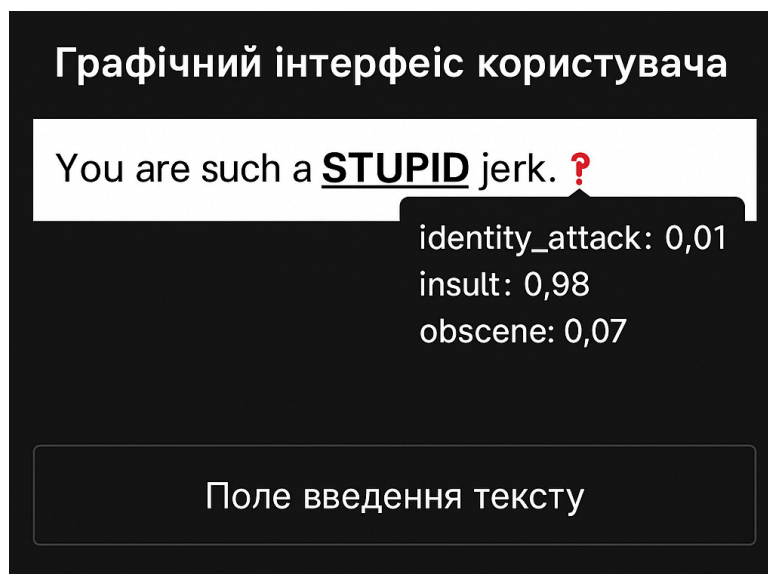 Графічний інтерфеіс користувача
You are such a STUPID jerk. ?
identity_attack: 0,01
insult: 0,98
obscene: 0,07
Поле введення тексту